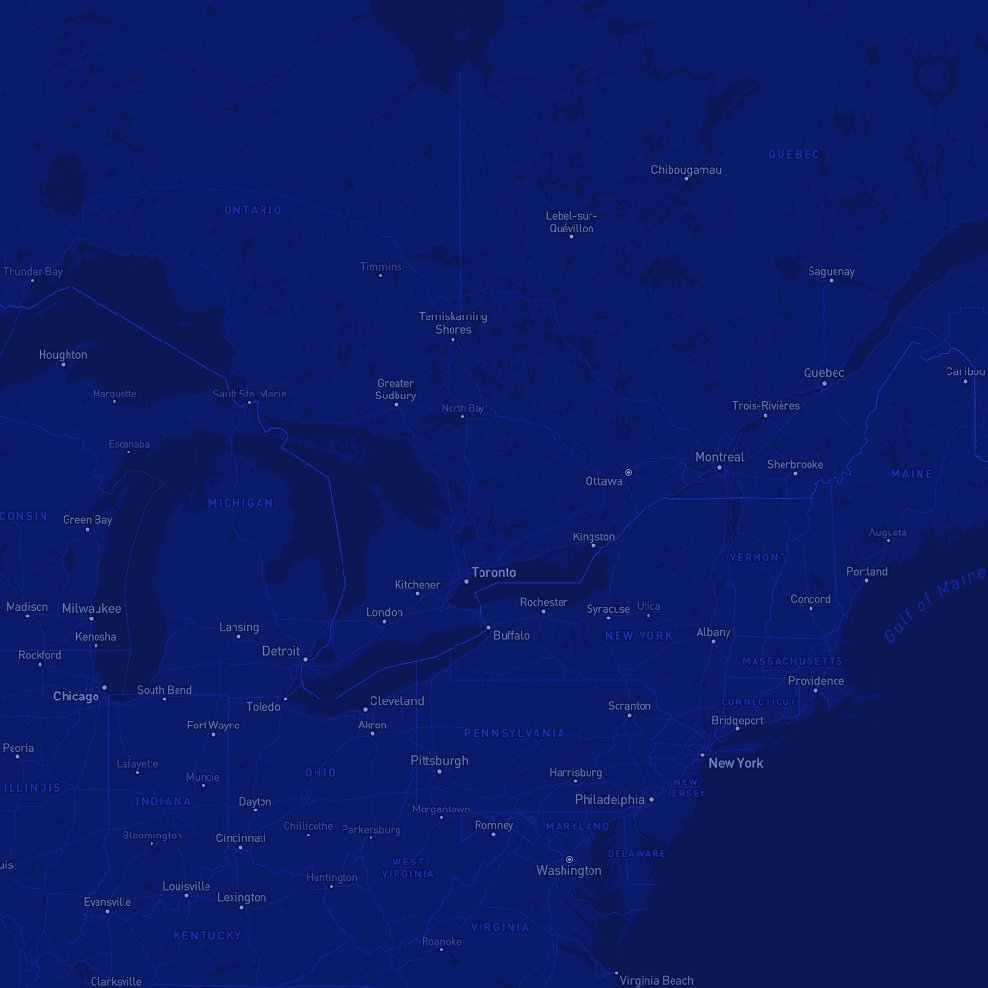 QUÉBEC
Chibougamau
ONTARIO
Lebel-sur-
Quévillon
Thunder Bay
Timmins
Saguenay
Temiskaming
Shores
Houghton
Marquette
Sault Ste. Marie
Greater
Sudbury
North Bay
Quebec
Caribou
Trois-Rivières
Escanaba
Montreal
Sherbrooke
Ottawa
MAINE
MICHIGAN
CONSIN
Green Bay
Kingston
Augusta
VERMONT
Toronto
Portland
Gulf of Maine
Kitchener
Madison
Milwaukee
London
Rochester
Syracuse
Utica
Concord
Kenosha
Lansing
Buffalo
NEW YORK
Albany
Rockford
Detroit
MASSACHUSETTS
Chicago
South Bend
Providence
Toledo
Cleveland
Scranton
CONNECTICUT
Fort Wayne
Akron
Bridgeport
Peoria
PENNSYLVANIA
Lafayette
Pittsburgh
New York
Muncie
OHIO
Harrisburg
ILLINOIS
NEW
JERSEY
INDIANA
Dayton
Philadelphia
Morgantown
Bloomington
Cincinnati
Chillicothe
Parkersburg
Romney
MARYLAND
DELAWARE
uis
WEST
VIRGINIA
Washington
Louisville
Huntington
Evansville
Lexington
KENTUCKY
VIRGINIA
Roanoke
Clarksville
Virginia Beach